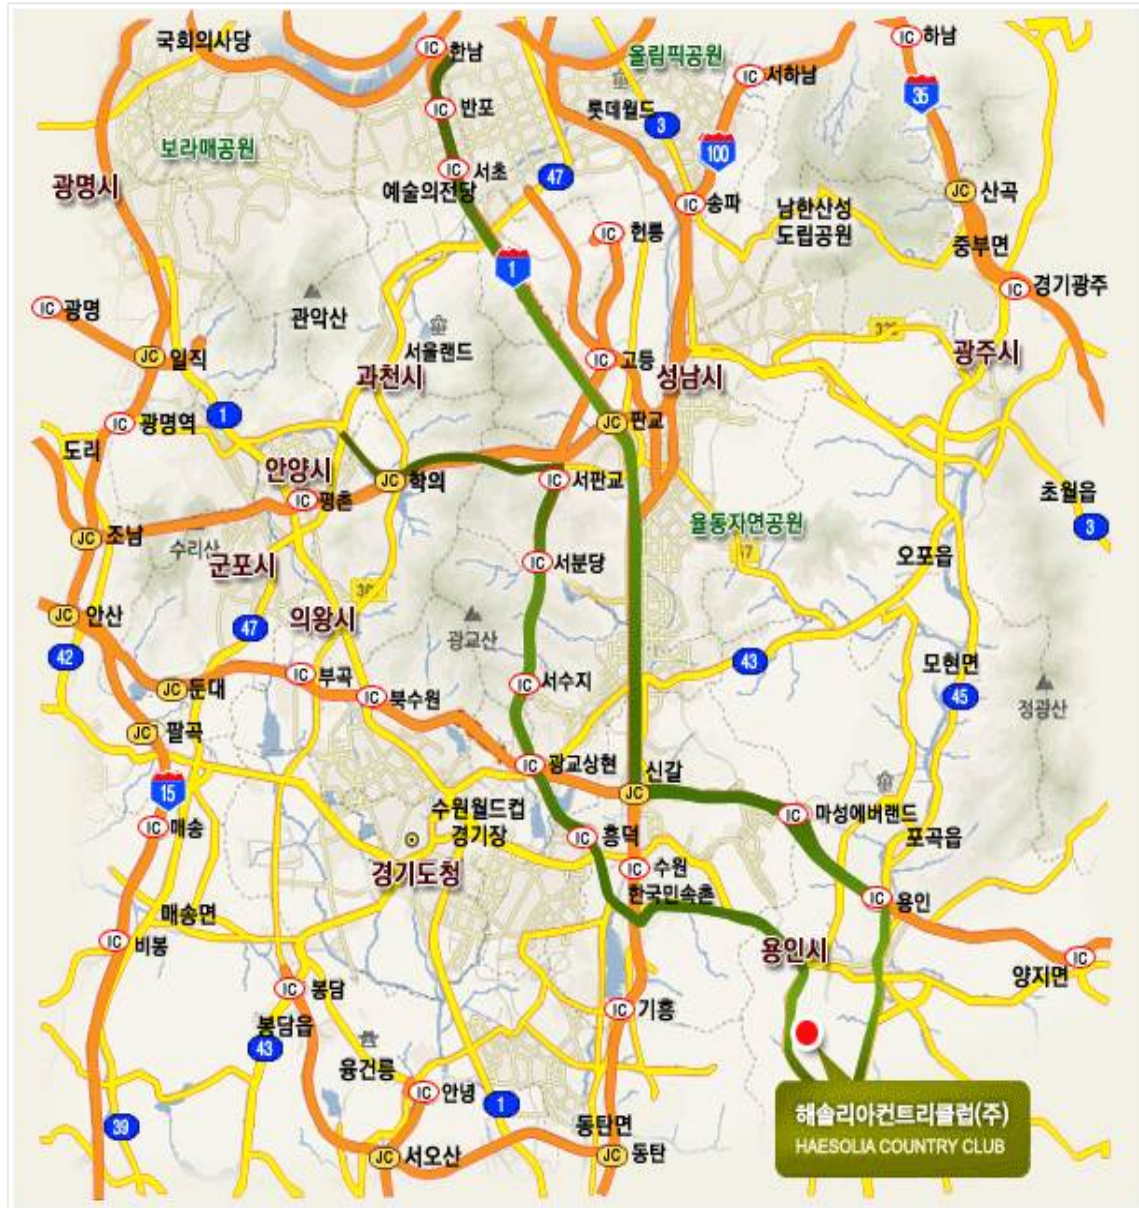 국회의사당
IC 한남
올림픽공원
IC 하남
IC 서하남
35
IC 반포
롯데월드
3
보라매공원
100
IC 서초
예술의전당
47
광명시
JC 산곡
IC 송파
남한산성
도립공원
IC 헌릉
중부면
1
IC 경기광주
관악산
IC 광명
서울랜드
JC 일직
과천시
IC 고등
성남시
광주시
1
IC 광명역
JC 판교
도리
안양시
JC 학의
IC 서판교
IC 평촌
초월읍
3
JC 조남
수리산
율동자연공원
57
군포시
IC 서분당
오포읍
JC 안산
의왕시
47
광교산
42
43
모현면
45
정광산
IC 부곡
JC 둔대
IC 북수원
IC 서수지
JC 팔곡
IC 광교상현
신갈
JC
15
IC 매송
수원월드컵
경기장
IC 마성에버랜드
포곡읍
IC 흥덕
경기도청
IC 수원
한국민속촌
IC 용인
매송면
IC 비봉
용인시
IC
양지면
IC 봉담
IC 기흥
봉담읍
43
융건릉
IC 안녕
1
39
동탄면
JC 서오산
JC 동탄
해솔리아컨트리클럽(주)
HAESOLIA COUNTRY CLUB